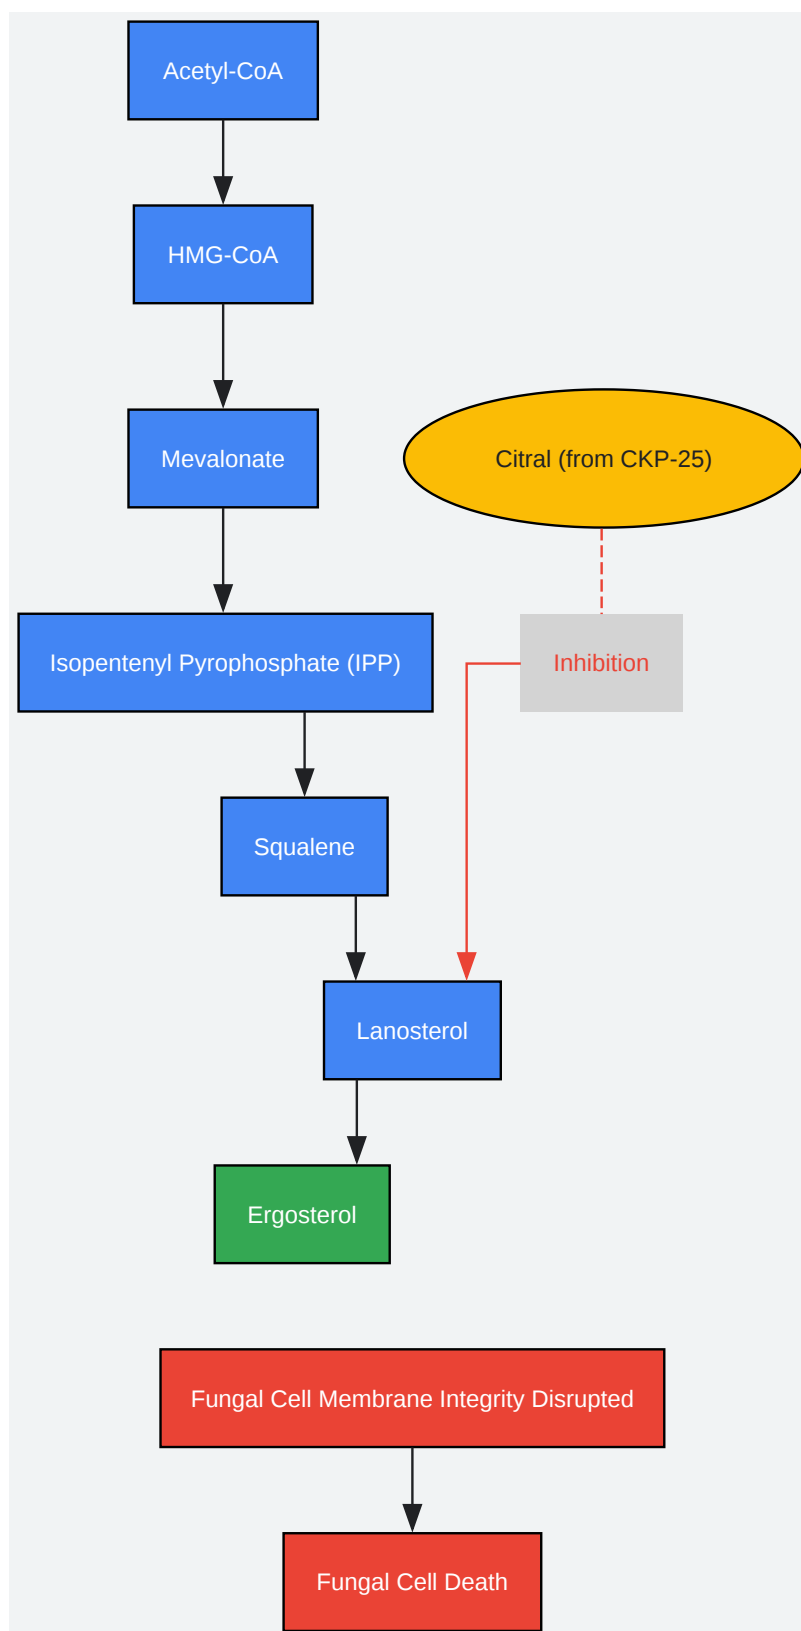 Acetyl-CoA
HMG-CoA
Mevalonate
Citral (from CKP-25)
Isopentenyl Pyrophosphate (IPP)
Inhibition
Squalene
Lanosterol
Ergosterol
Fungal Cell Membrane Integrity Disrupted
Fungal Cell Death